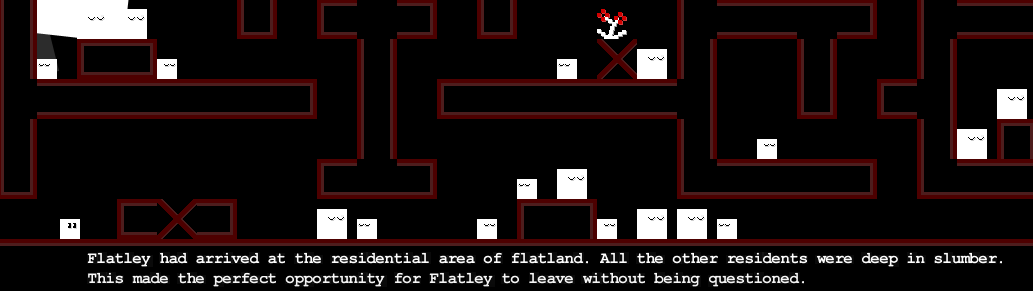 Flatley had arrived at the residential area of flatland. All the other residents were deep in slumber.
This made the perfect opportunity for Flatley to leave without being questioned.